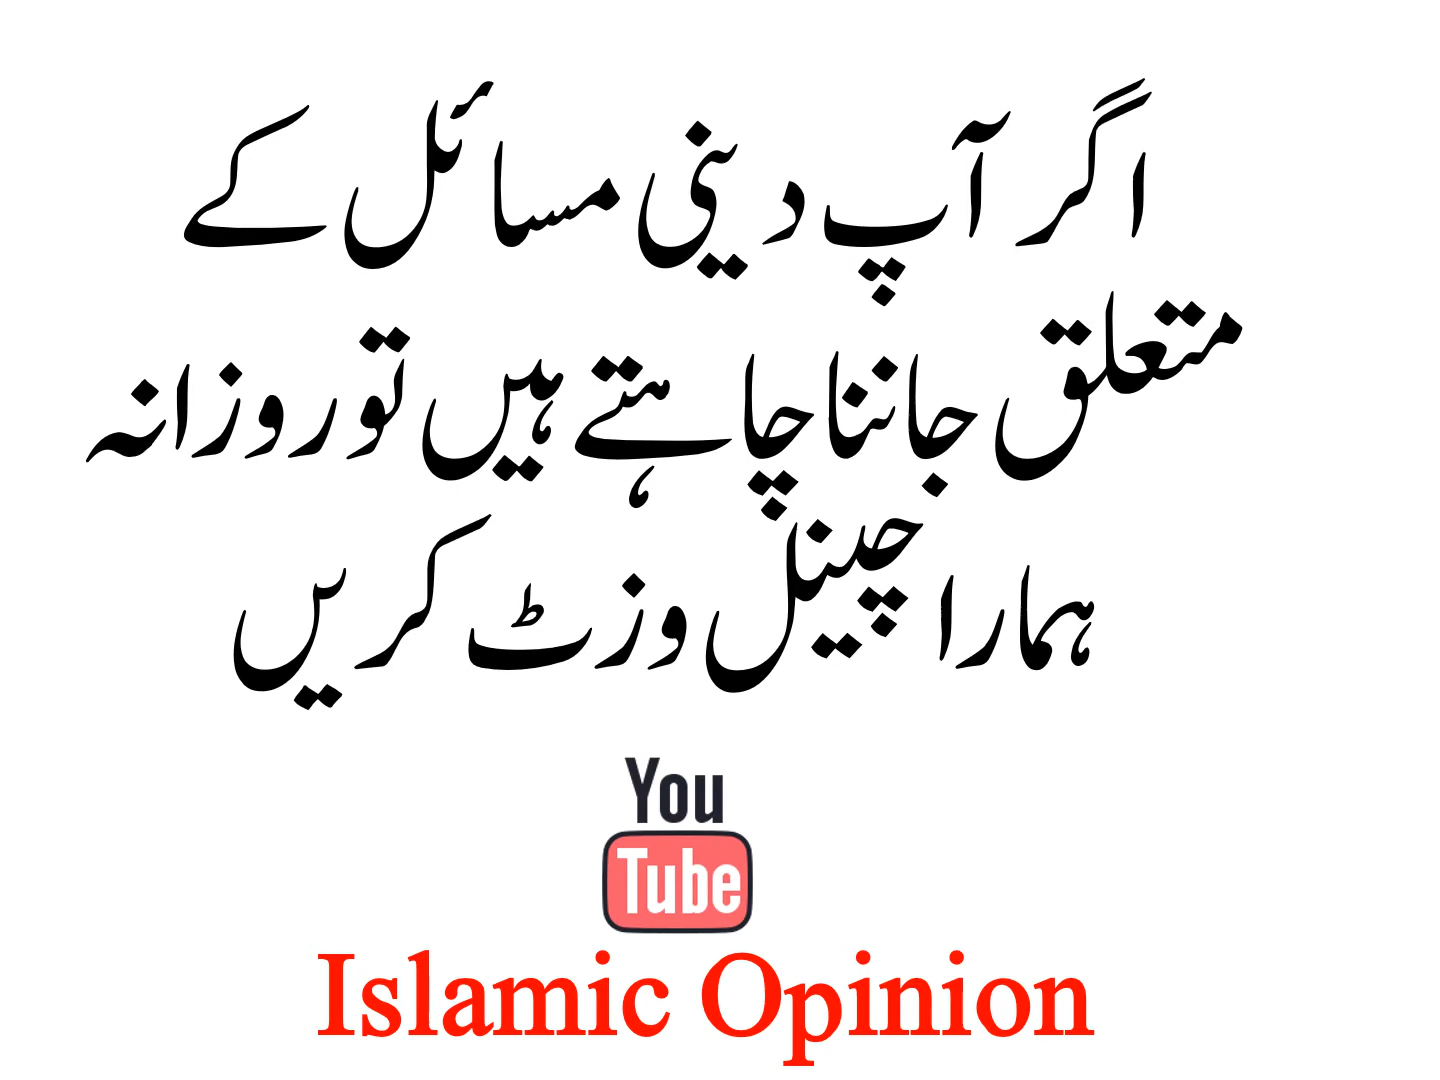 اگر آپ دینی مسائل کے
متعلق جاننا چاہتے ہیں تو روزانہ
ہمارا چینل وزٹ کریں
You
Tube
Islamic Opinion